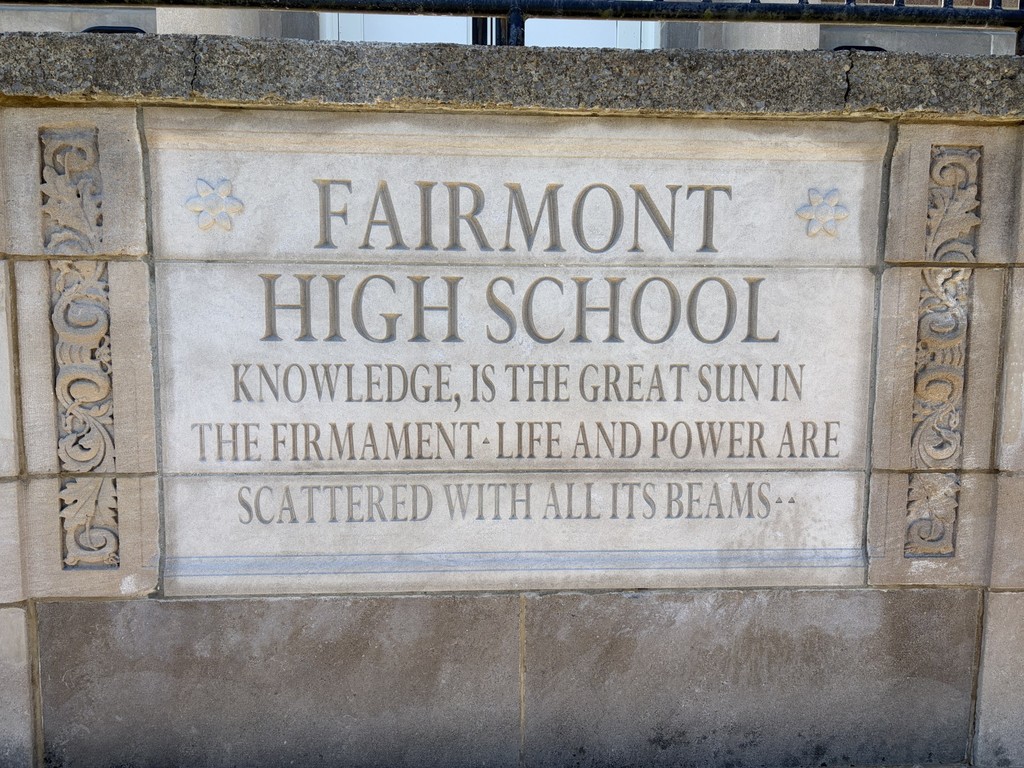 FAIRMONT
HIGH SCHOOL
KNOWLEDGE, IS THE GREAT SUN IN
THE FIRMAMENT · LIFE AND POWER ARE
SCATTERED WITH ALL ITS BEAMS··